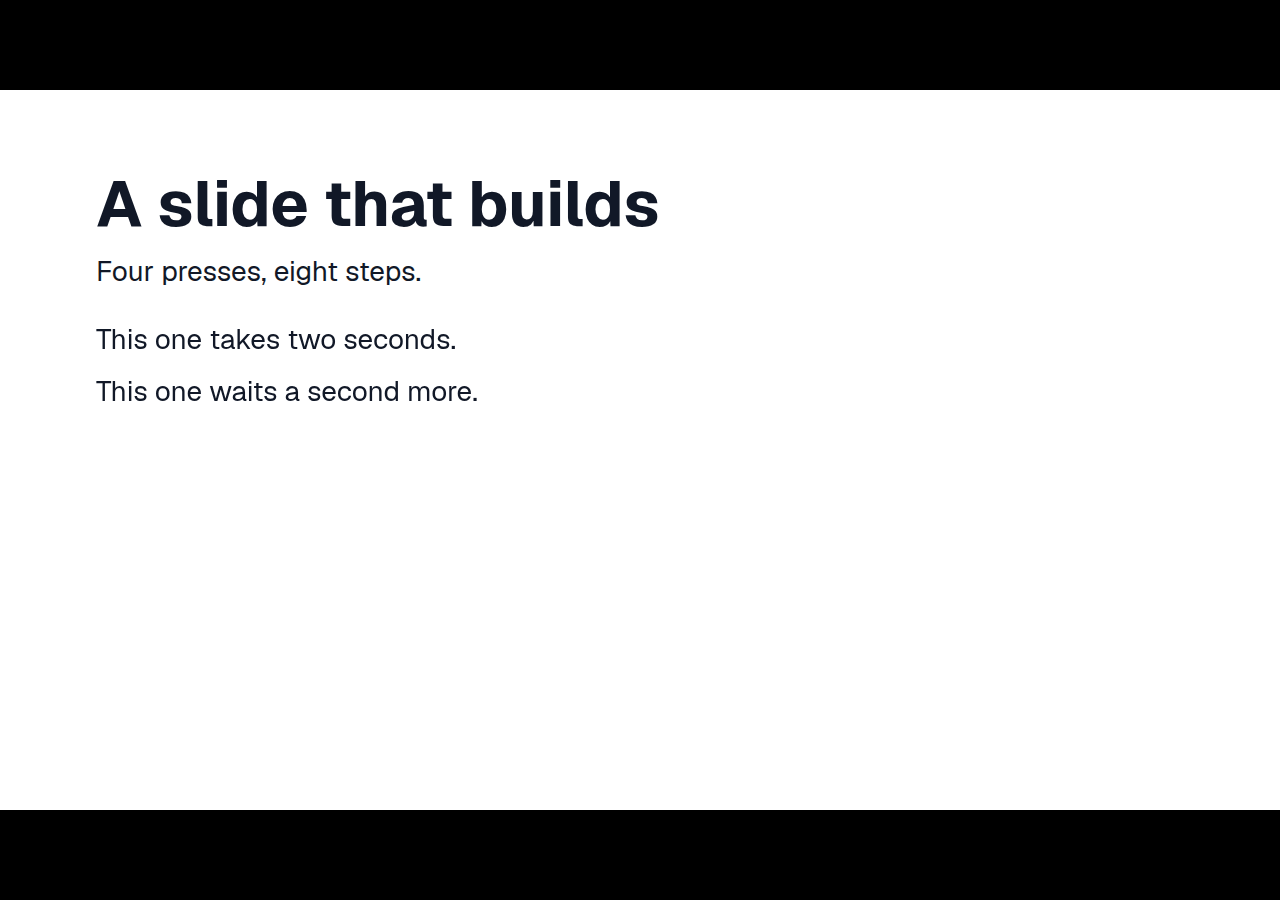 A slide that builds
Four presses, eight steps.
This one takes two seconds.
This one waits a second more.